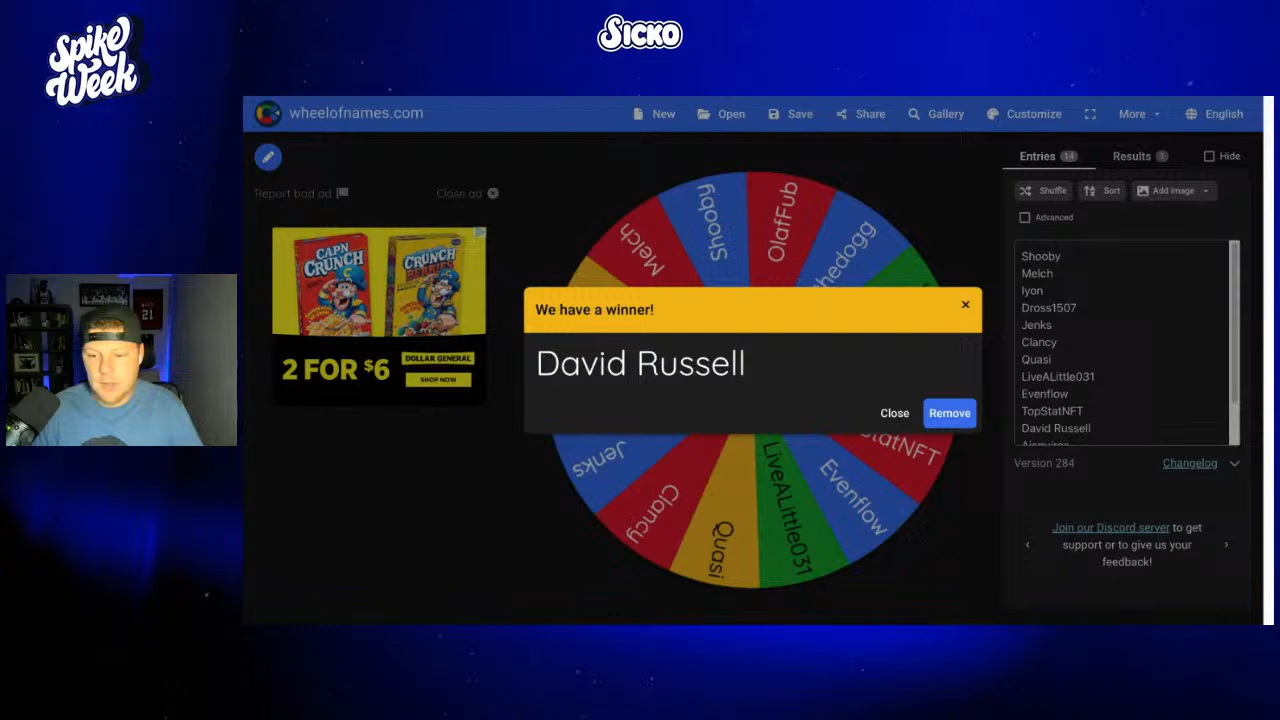 Spike
Week
SICKO
wheelofnames.com
New
Open
Save
Share
Gallery
Customize
More
English
Report bad ad
Close ad
CAPN
CRUNCH
CRUNCH
BERRIES
2 FOR $6
DOLLAR GENERAL
SHOP NOW
21
Melch
Shooby
OlafFub
thedogg
We have a winner!
David Russell
Close
Remove
Jenks
Clancy
Quasi
LiveALittle031
Evenflow
StatNFT
Entries 14
Results 1
Hide
Shuffle
Sort
Add image
Advanced
Shooby
Melch
Iyon
Dross1507
Jenks
Clancy
Quasi
LiveALittle031
Evenflow
TopStatNFT
David Russell
Version 284
Changelog
Join our Discord server to get
support or to give us your
feedback!